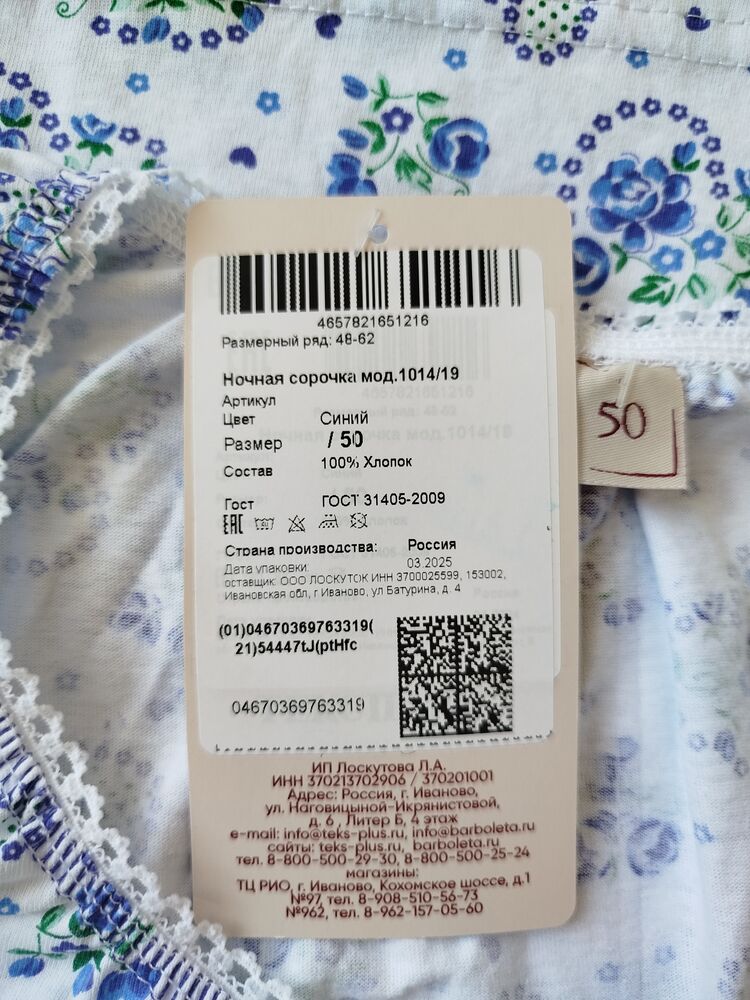 4657821651216
Размерный ряд: 48-62
Ночная сорочка мод.1014/19
Артикул
Цвет Синий
Размер / 50
Состав 100% Хлопок
Гост ГОСТ 31405-2009
EAC
Страна производства: Россия
Дата упаковки: 03.2025
оставщик: ООО ЛОСКУТОК ИНН 3700025599, 153002,
Ивановская обл, г Иваново, ул Батурина, д. 4
(01)04670369763319(
21)54447tJ(ptHfc
04670369763319
ИП Лоскутова Л.А.
ИНН 370213702906 / 370201001
Адрес: Россия, г. Иваново,
ул. Наговицыной-Икрянистовой,
д. 6 , Литер Б, 4 этаж
e-mail: info@teks-plus.ru, info@barboleta.ru
сайты: teks-plus.ru, barboleta.ru
тел. 8-800-500-29-30, 8-800-500-25-24
магазины:
ТЦ РИО, г. Иваново, Кохомское шоссе, д.1
№97, тел. 8-908-510-56-73
№962, тел. 8-962-157-05-60
50